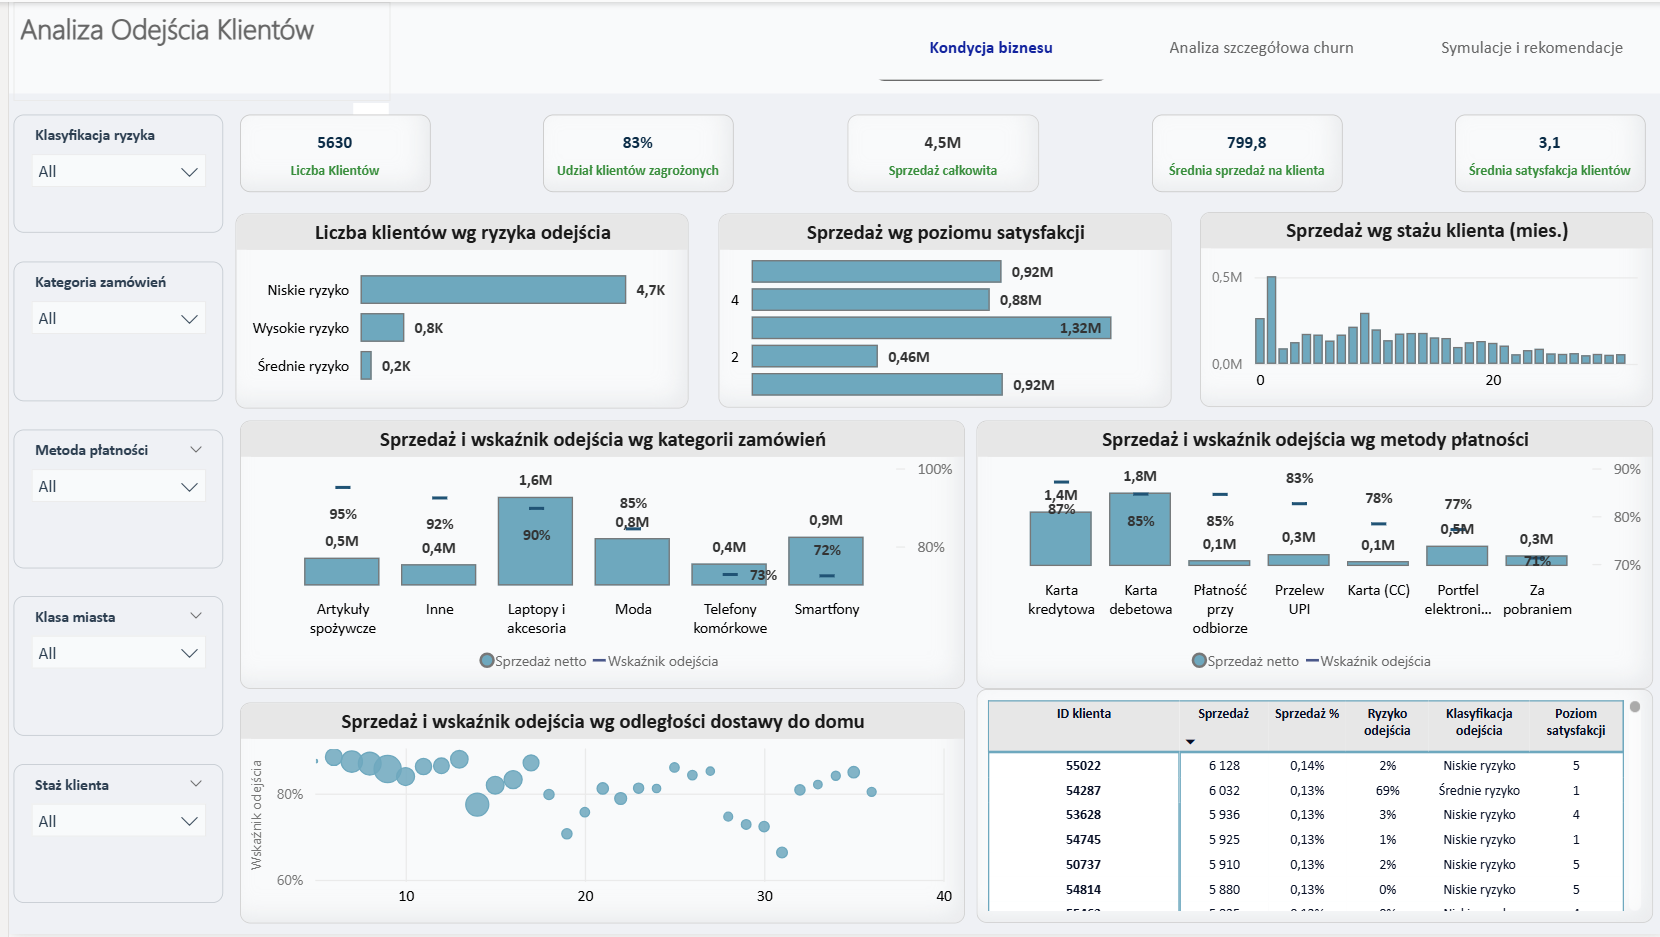 Analiza Odejścia Klientów
Kondycja biznesu
Analiza szczegółowa churn
Symulacje i rekomendacje
Klasyfikacja ryzyka
All
Kategoria zamówień
All
Metoda płatności
All
Klasa miasta
All
Staż klienta
All
5630
Liczba Klientów
83%
Udział klientów zagrożonych
4,5M
Sprzedaż całkowita
799,8
Średnia sprzedaż na klienta
3,1
Średnia satysfakcja klientów
Liczba klientów wg ryzyka odejścia
Niskie ryzyko 4,7K
Wysokie ryzyko 0,8K
Średnie ryzyko 0,2K
Sprzedaż wg poziomu satysfakcji
0,92M
4 0,88M
1,32M
2 0,46M
0,92M
Sprzedaż wg stażu klienta (mies.)
0,5M
0,0M
0 20
Sprzedaż i wskaźnik odejścia wg kategorii zamówień
100%
80%
95% 92% 90% 85% 73% 72%
0,5M 0,4M 1,6M 0,8M 0,4M 0,9M
Artykuły
spożywcze
Inne
Laptopy i
akcesoria
Moda
Telefony
komórkowe
Smartfony
Sprzedaż netto Wskaźnik odejścia
Sprzedaż i wskaźnik odejścia wg metody płatności
90%
80%
70%
1,4M 1,8M 0,1M 0,3M 0,1M 0,5M 0,3M
87% 85% 85% 83% 78% 77% 71%
Karta
kredytowa
Karta
debetowa
Płatność
przy
odbiorze
Przelew
UPI
Karta (CC)
Portfel
elektroni...
Za
pobraniem
Sprzedaż netto Wskaźnik odejścia
Sprzedaż i wskaźnik odejścia wg odległości dostawy do domu
Wskaźnik odejścia
80%
60%
10 20 30 40
ID klienta Sprzedaż Sprzedaż % Ryzyko odejścia Klasyfikacja odejścia Poziom satysfakcji
55022 6 128 0,14% 2% Niskie ryzyko 5
54287 6 032 0,13% 69% Średnie ryzyko 1
53628 5 936 0,13% 3% Niskie ryzyko 4
54745 5 925 0,13% 1% Niskie ryzyko 1
50737 5 910 0,13% 2% Niskie ryzyko 5
54814 5 880 0,13% 0% Niskie ryzyko 5